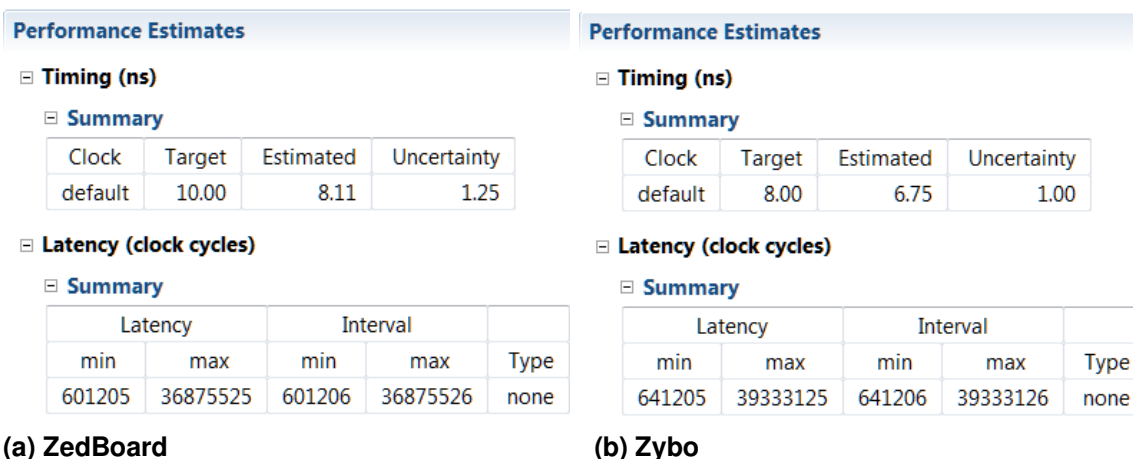 Performance Estimates
Timing (ns)
Summary
Clock Target Estimated Uncertainty
default 10.00 8.11 1.25
Latency (clock cycles)
Summary
Latency Interval
min max min max Type
601205 36875525 601206 36875526 none
(a) ZedBoard
Performance Estimates
Timing (ns)
Summary
Clock Target Estimated Uncertainty
default 8.00 6.75 1.00
Latency (clock cycles)
Summary
Latency Interval
min max min max Type
641205 39333125 641206 39333126 none
(b) Zybo